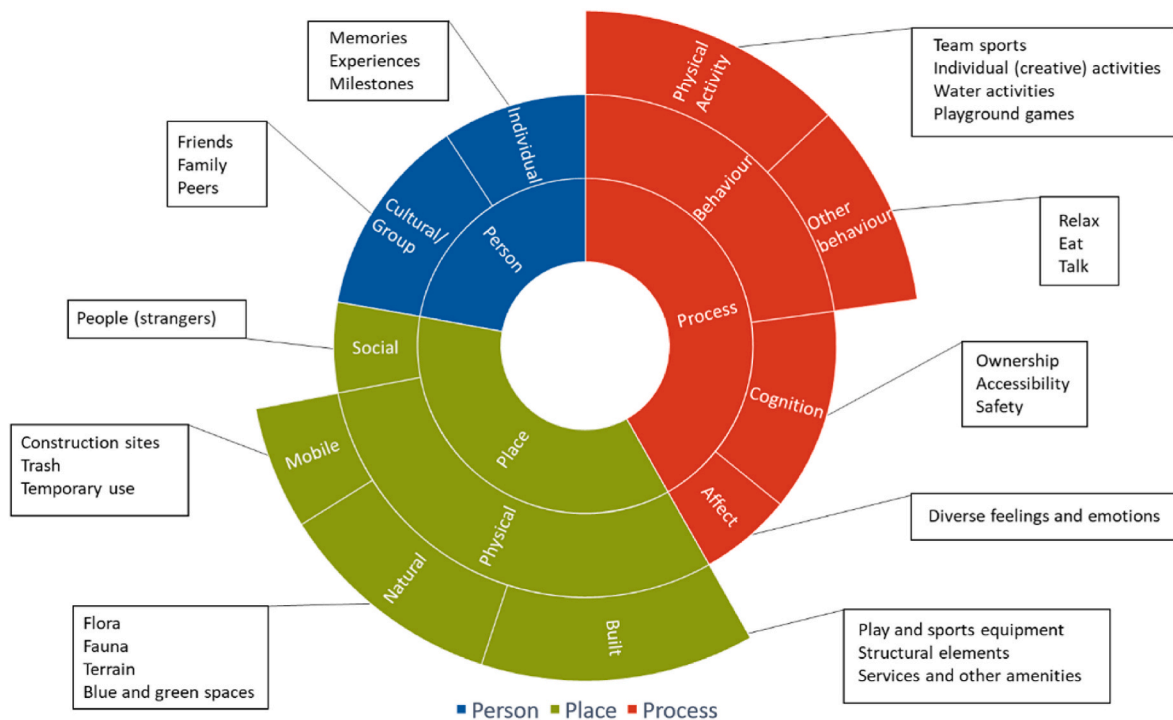 Memories
Experiences
Milestones
Friends
Family
Peers
People (strangers)
Construction sites
Trash
Temporary use
Flora
Fauna
Terrain
Blue and green spaces
Individual
Cultural/
Group
Person
Social
Mobile
Place
Physical
Natural
Built
Physical
Activity
Behaviour
Other
behaviour
Process
Cognition
Affect
Team sports
Individual (creative) activities
Water activities
Playground games
Relax
Eat
Talk
Ownership
Accessibility
Safety
Diverse feelings and emotions
Play and sports equipment
Structural elements
Services and other amenities
Person Place Process